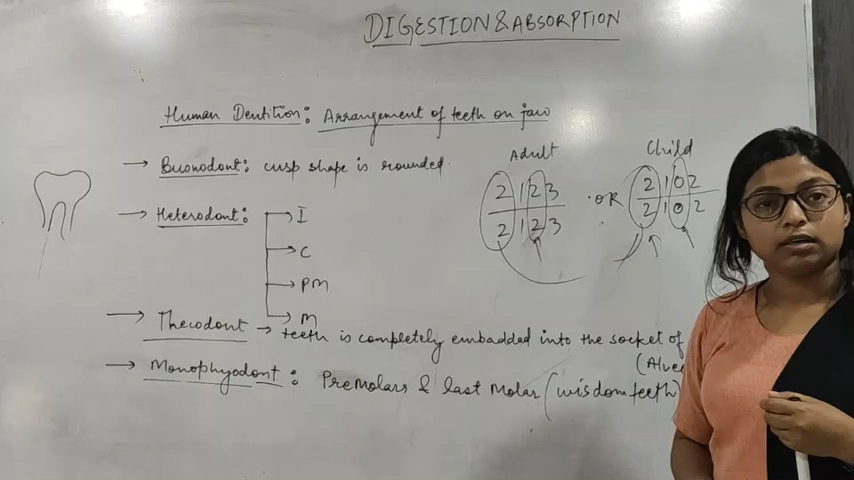 DIGESTION & ABSORPTION
Human Dentition: Arrangement of teeth on jaw
→ Bunodont: cusp shape is rounded.
Adult
2 1 2 3
2 1 2 3
OR
Child
2 1 0 2
2 1 0 2
→ Heterodont:
→ I
→ C
→ PM
→ M
→ Thecodont → teeth is completely embadded into the socket of
(Alve
→ Monophyodont: PreMolars & last Molar (wisdom teeth)